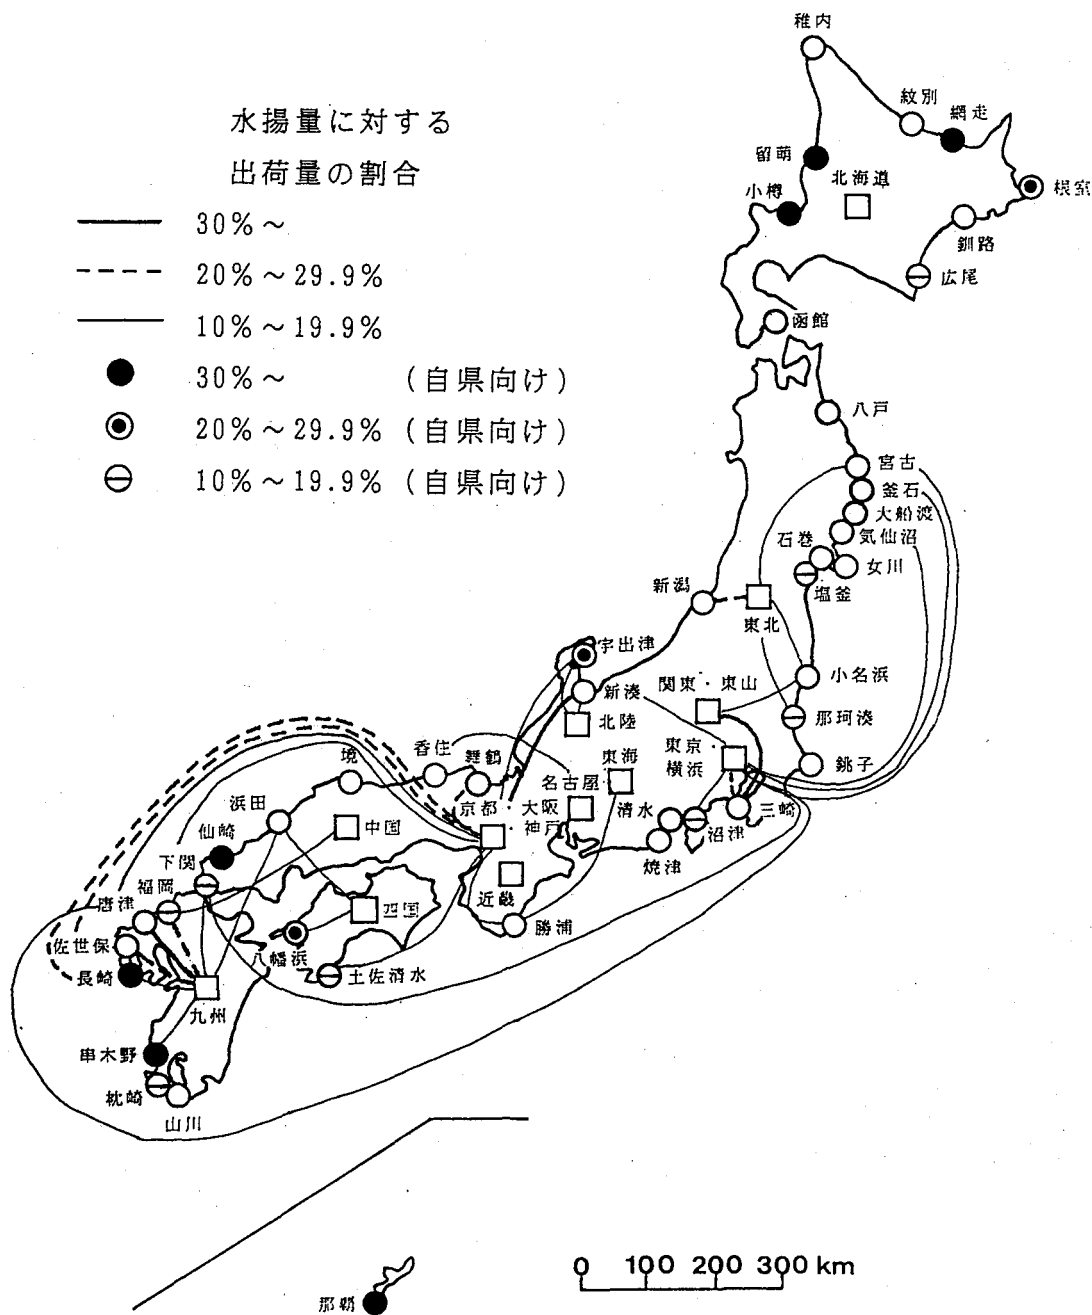 水揚量に対する
出荷量の割合
30%～
20%～29.9%
10%～19.9%
30%～ (自県向け)
20%～29.9% (自県向け)
10%～19.9% (自県向け)
稚内
紋別
網走
留萌
北海道
小樽
根室
釧路
広尾
函館
八戸
宮古
釜石
大船渡
気仙沼
石巻
女川
塩釜
新潟
東北
宇出津
小名浜
関東・東山
新湊
那珂湊
北陸
香住
舞鶴
東海
東京・
横浜
銚子
境
名古屋
京都・
大阪・
神戸
清水
三崎
浜田
中国
沼津
仙崎
焼津
下関
福岡
近畿
唐津
四国
勝浦
佐世保
八幡浜
長崎
土佐清水
九州
串木野
枕崎
山川
那覇
0 100 200 300 km